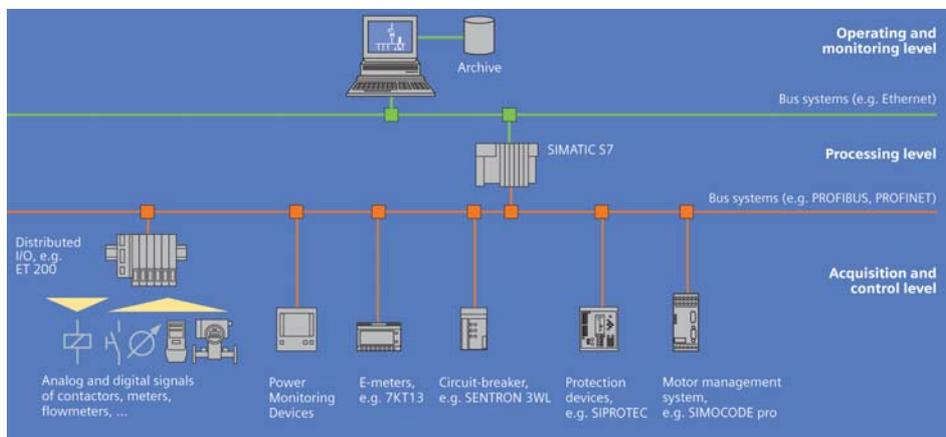 Operating and
monitoring level
Archive
Bus systems (e.g. Ethernet)
SIMATIC S7
Processing level
Bus systems (e.g. PROFIBUS, PROFINET)
Distributed
I/O, e.g.
ET 200
Acquisition and
control level
Analog and digital signals
of contactors, meters,
flowmeters, ...
Power
Monitoring
Devices
E-meters,
e.g. 7KT13
Circuit-breaker,
e.g. SENTRON 3WL
Protection
devices,
e.g. SIPROTEC
Motor management
system,
e.g. SIMOCODE pro